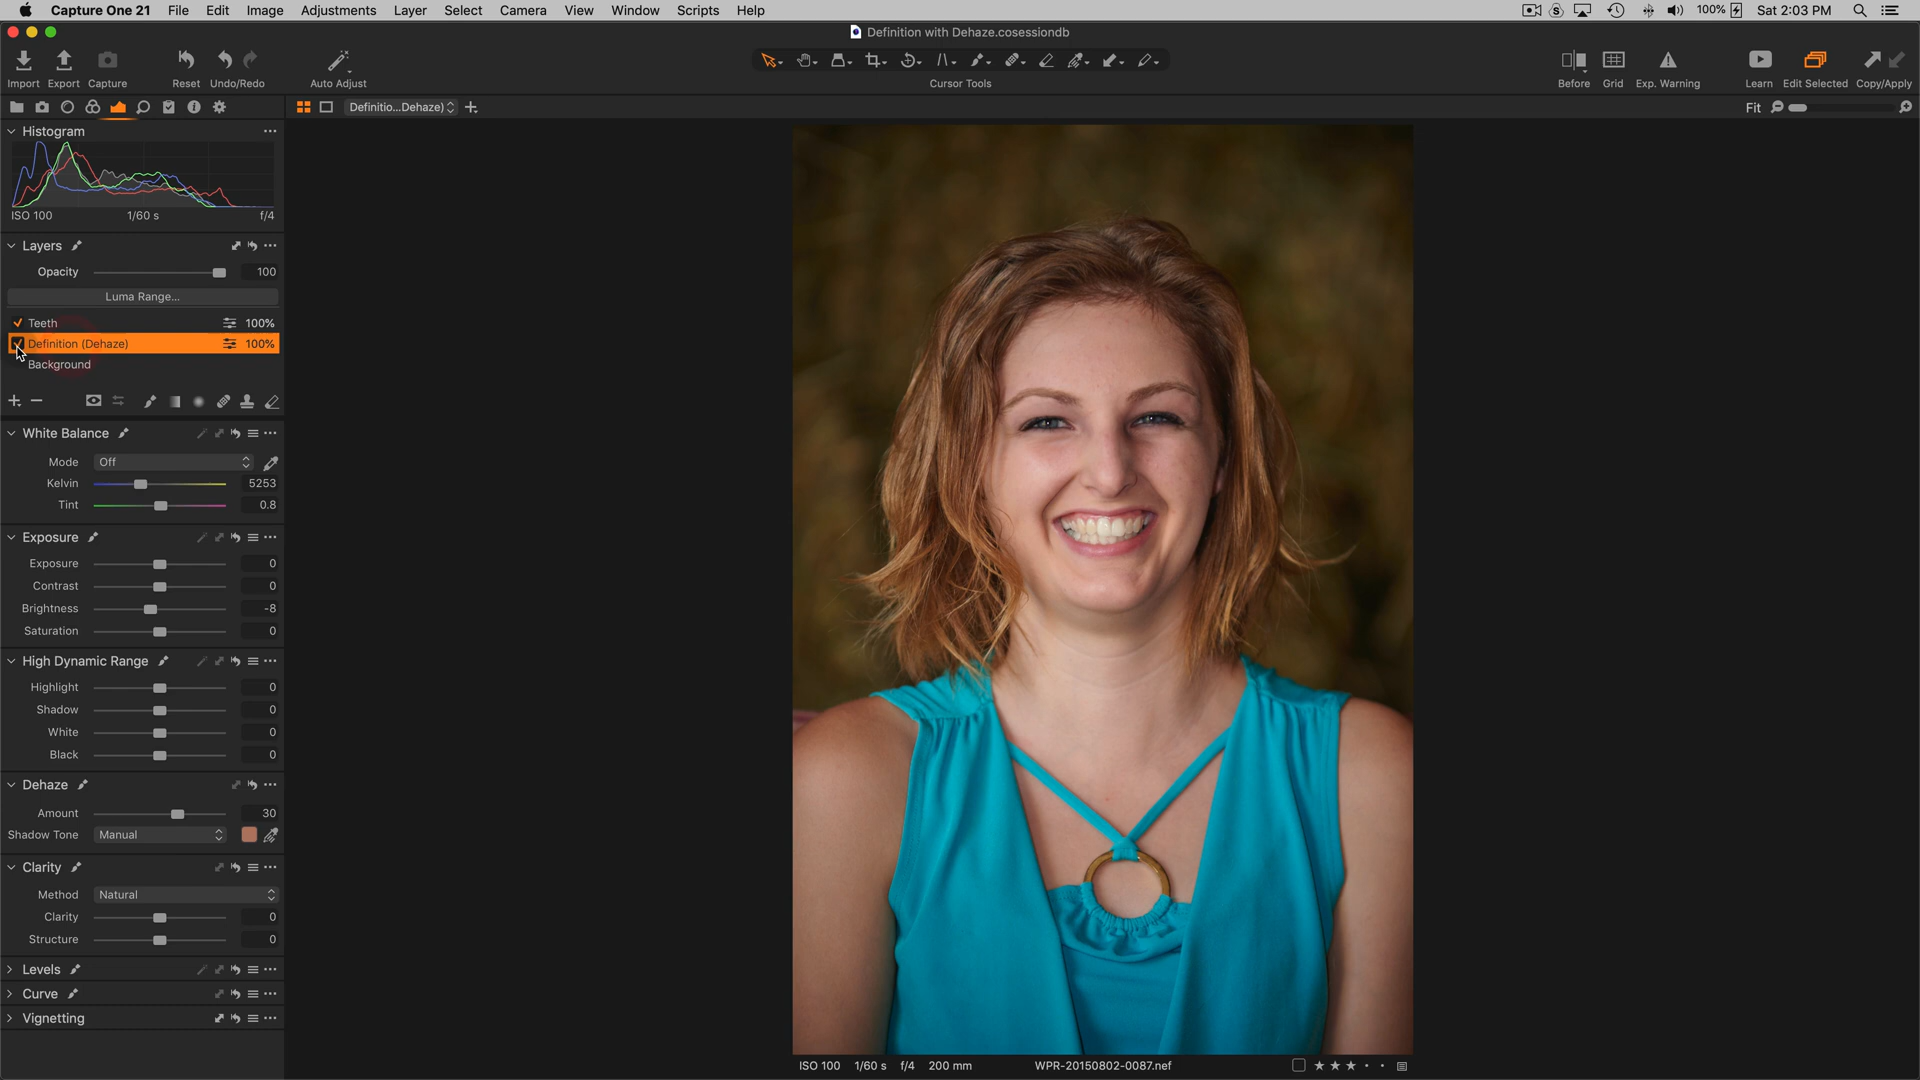 Capture One 21 File Edit Image Adjustments Layer Select Camera View Window Scripts Help 100% Sat 2:03 PM
Definition with Dehaze.cosessiondb
Import Export Capture Reset Undo/Redo Auto Adjust Cursor Tools Before Grid Exp. Warning Learn Edit Selected Copy/Apply
Definitio...Dehaze) Fit
Histogram
ISO 100 1/60 s f/4
Layers
Opacity 100
Luma Range...
Teeth 100%
Definition (Dehaze) 100%
Background
White Balance
Mode Off
Kelvin 5253
Tint 0.8
Exposure
Exposure 0
Contrast 0
Brightness -8
Saturation 0
High Dynamic Range
Highlight 0
Shadow 0
White 0
Black 0
Dehaze
Amount 30
Shadow Tone Manual
Clarity
Method Natural
Clarity 0
Structure 0
Levels
Curve
Vignetting
ISO 100 1/60 s f/4 200 mm WPR-20150802-0087.nef